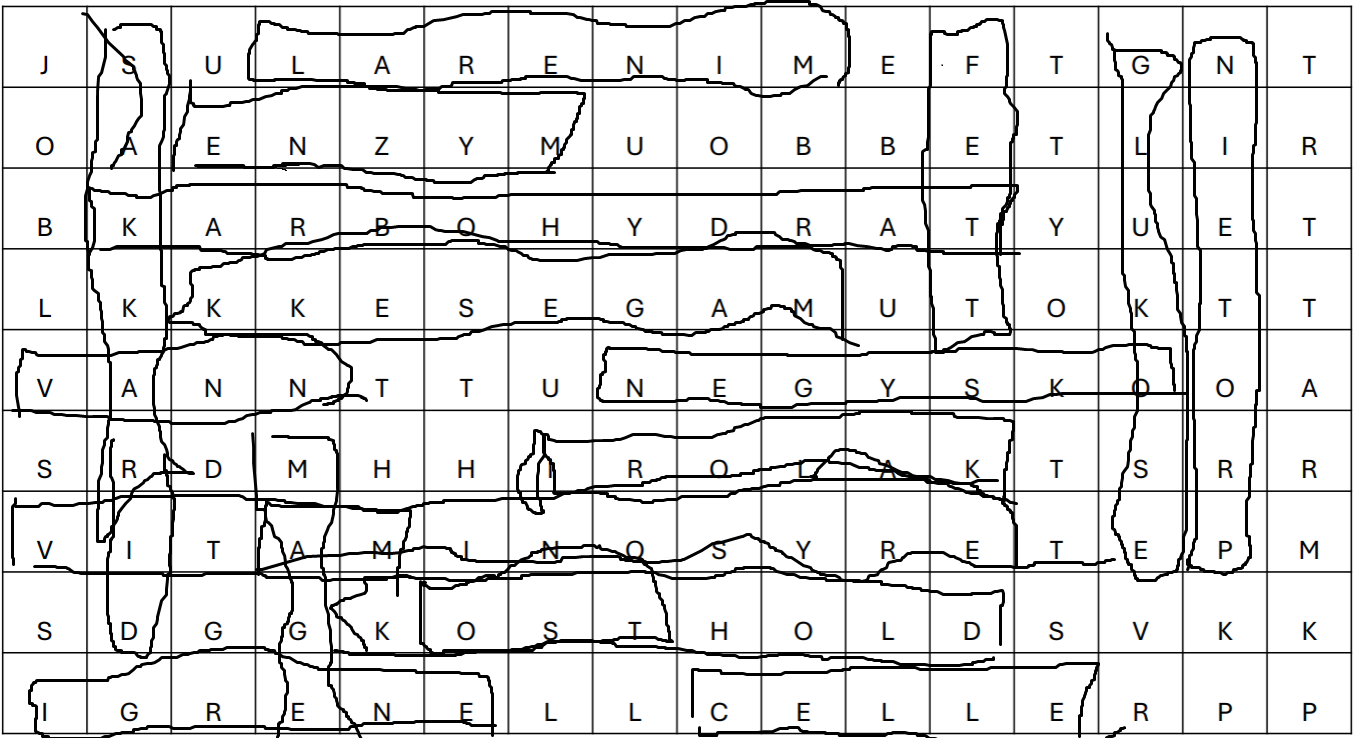 J S U L A R E N I M E F T G N T
O A E N Z Y M U O B B E T L I R
B K A R B O H Y D R A T Y U E T
L K K K E S E G A M U T O K T T
V A N N T T U N E G Y S K O O A
S R D M H H I R O L A K T S R R
V I T A M I N O S Y R E T E P M
S D G G K O S T H O L D S V K K
I G R E N E L L C E L L E R P P